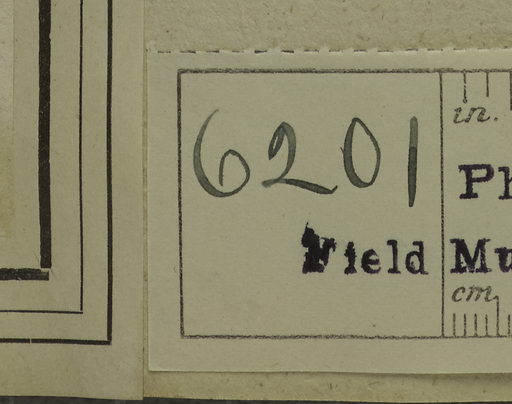 in.
6201 Ph
Field Mu
cm.